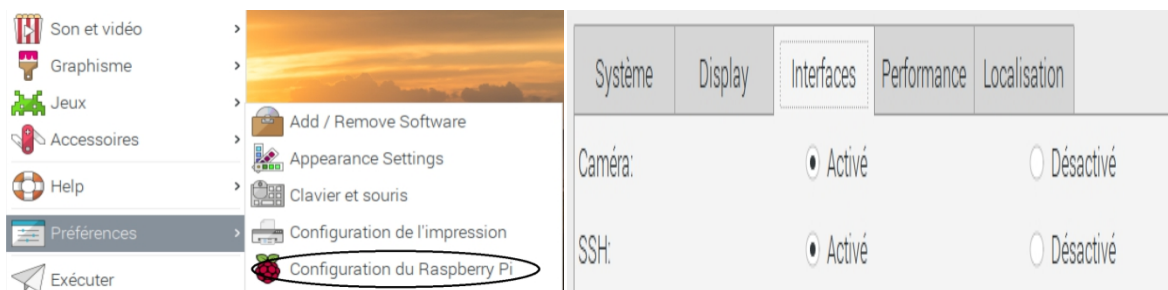 Son et vidéo
Graphisme
Jeux
Accessoires
Help
Préférences
Exécuter
Add / Remove Software
Appearance Settings
Clavier et souris
Configuration de l'impression
Configuration du Raspberry Pi
Système Display Interfaces Performance Localisation
Caméra: Activé Désactivé
SSH: Activé Désactivé